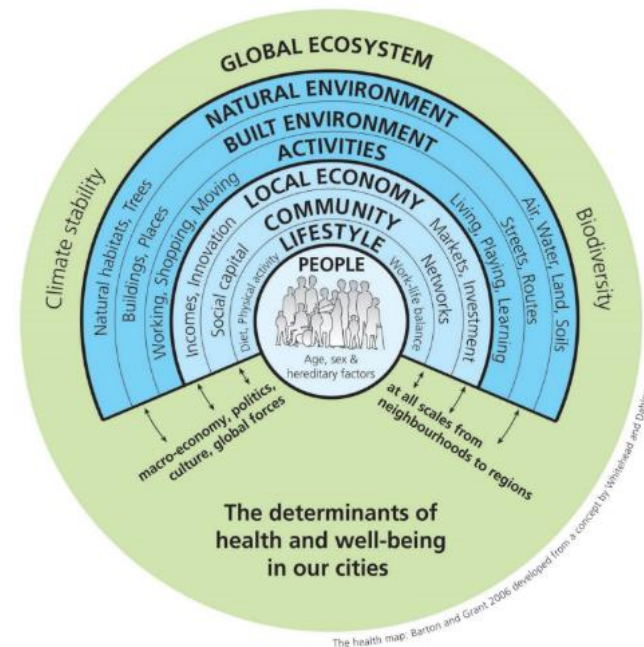 GLOBAL ECOSYSTEM
Climate stability
Biodiversity
NATURAL ENVIRONMENT
Natural habitats, Trees
Air, Water, Land, Soils
BUILT ENVIRONMENT
Buildings, Places
Streets, Routes
ACTIVITIES
Working, Shopping, Moving
Living, Playing, Learning
LOCAL ECONOMY
Incomes, Innovation
Markets, Investment
COMMUNITY
Social capital
Networks
LIFESTYLE
Diet, Physical activity
Work-life balance
PEOPLE
Age, sex &
hereditary factors
macro-economy, politics,
culture, global forces
at all scales from
neighbourhoods to regions
The determinants of
health and well-being
in our cities
The health map: Barton and Grant 2006 developed from a concept by Whitehead and